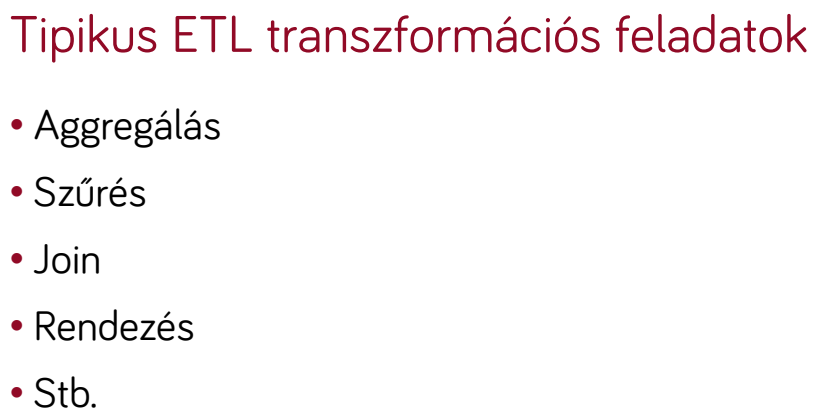 Tipikus ETL transzformációs feladatok
• Aggregálás
• Szűrés
• Join
• Rendezés
• Stb.